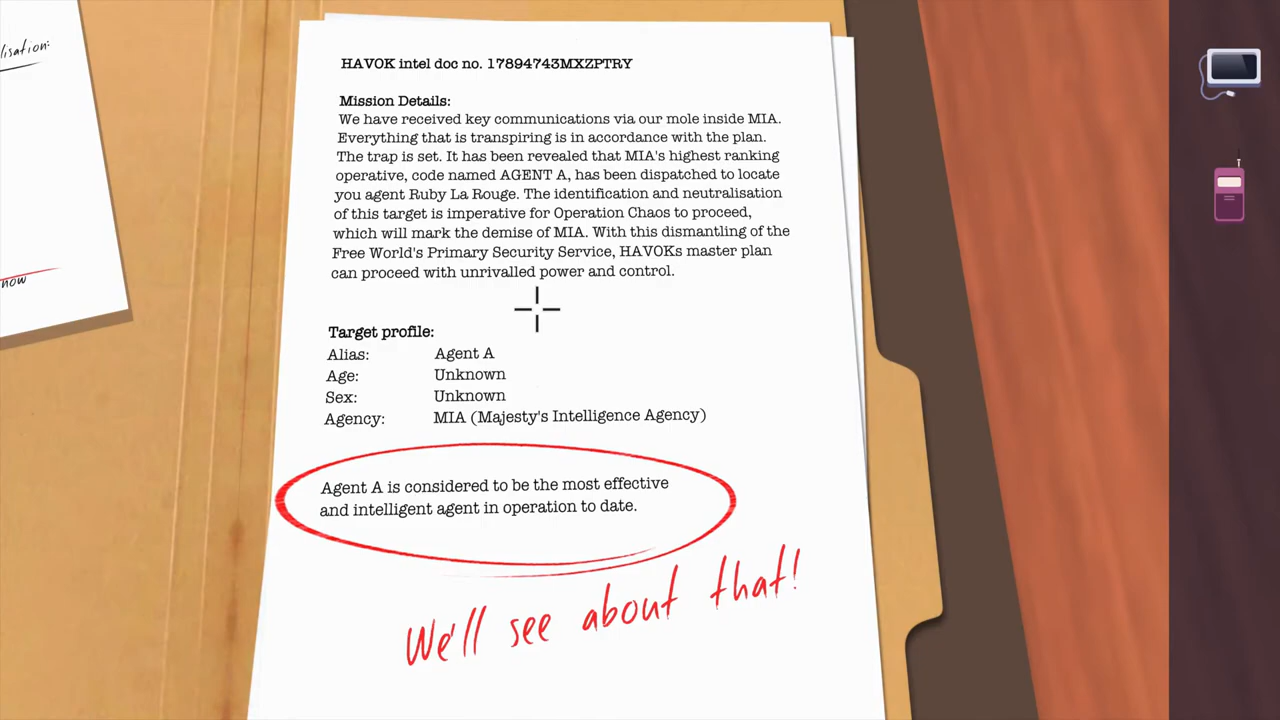 lisation:
now
HAVOK intel doc no. 17894743MXZPTRY
Mission Details:
We have received key communications via our mole inside MIA.
Everything that is transpiring is in accordance with the plan.
The trap is set. It has been revealed that MIA's highest ranking
operative, code named AGENT A, has been dispatched to locate
you agent Ruby La Rouge. The identification and neutralisation
of this target is imperative for Operation Chaos to proceed,
which will mark the demise of MIA. With this dismantling of the
Free World's Primary Security Service, HAVOKs master plan
can proceed with unrivalled power and control.
Target profile:
Alias: Agent A
Age: Unknown
Sex: Unknown
Agency: MIA (Majesty's Intelligence Agency)
Agent A is considered to be the most effective
and intelligent agent in operation to date.
We'll see about that!